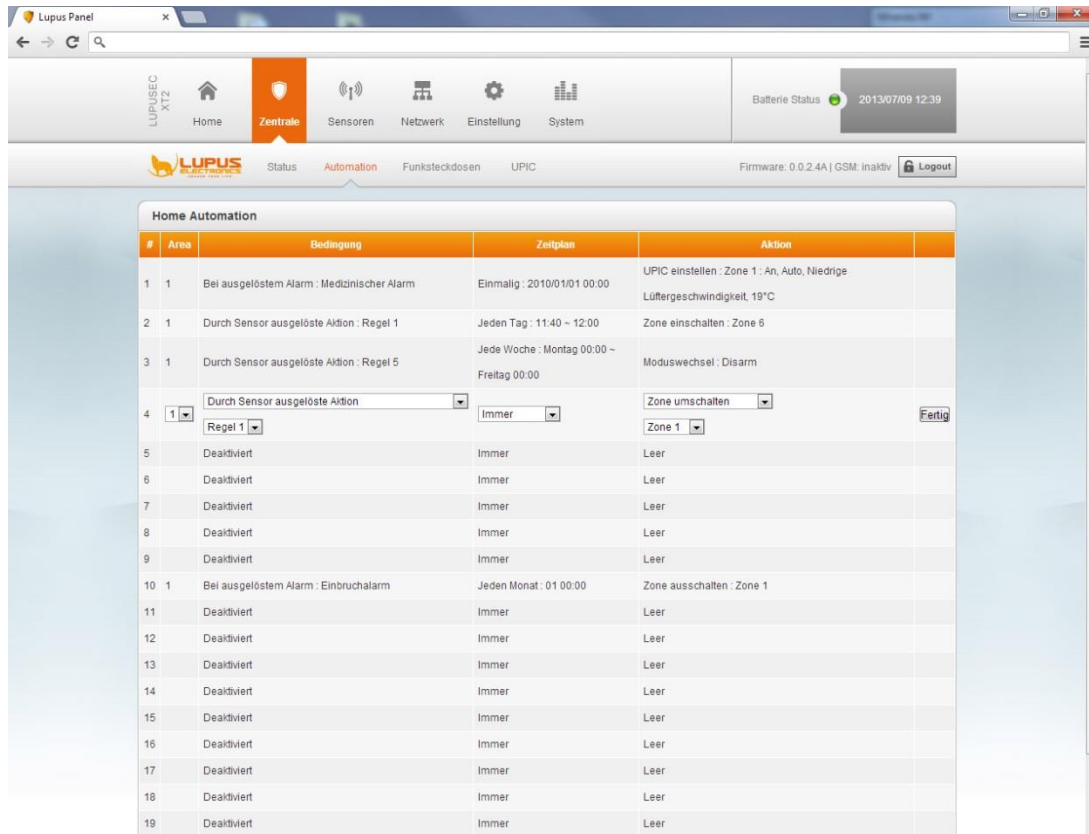 Lupus Panel
LUPUSEC XT2
Home
Zentrale
Sensoren
Netzwerk
Einstellung
System
Batterie Status
2013/07/09 12:39
LUPUS
ELECTRONICS
Status
Automation
Funksteckdosen
UPIC
Firmware: 0.0.2.4A | GSM: inaktiv
Logout
Home Automation
# Area Bedingung Zeitplan Aktion
1 1 Bei ausgelöstem Alarm : Medizinischer Alarm Einmalig : 2010/01/01 00:00 UPIC einstellen : Zone 1 : An, Auto, Niedrige
Lüftergeschwindigkeit, 19°C
2 1 Durch Sensor ausgelöste Aktion : Regel 1 Jeden Tag : 11:40 ~ 12:00 Zone einschalten : Zone 6
3 1 Durch Sensor ausgelöste Aktion : Regel 5 Jede Woche : Montag 00:00 ~
Freitag 00:00 Moduswechsel : Disarm
4 1 Durch Sensor ausgelöste Aktion Immer Zone umschalten Fertig
Regel 1 Zone 1
5 Deaktiviert Immer Leer
6 Deaktiviert Immer Leer
7 Deaktiviert Immer Leer
8 Deaktiviert Immer Leer
9 Deaktiviert Immer Leer
10 1 Bei ausgelöstem Alarm : Einbruchalarm Jeden Monat : 01 00:00 Zone ausschalten : Zone 1
11 Deaktiviert Immer Leer
12 Deaktiviert Immer Leer
13 Deaktiviert Immer Leer
14 Deaktiviert Immer Leer
15 Deaktiviert Immer Leer
16 Deaktiviert Immer Leer
17 Deaktiviert Immer Leer
18 Deaktiviert Immer Leer
19 Deaktiviert Immer Leer